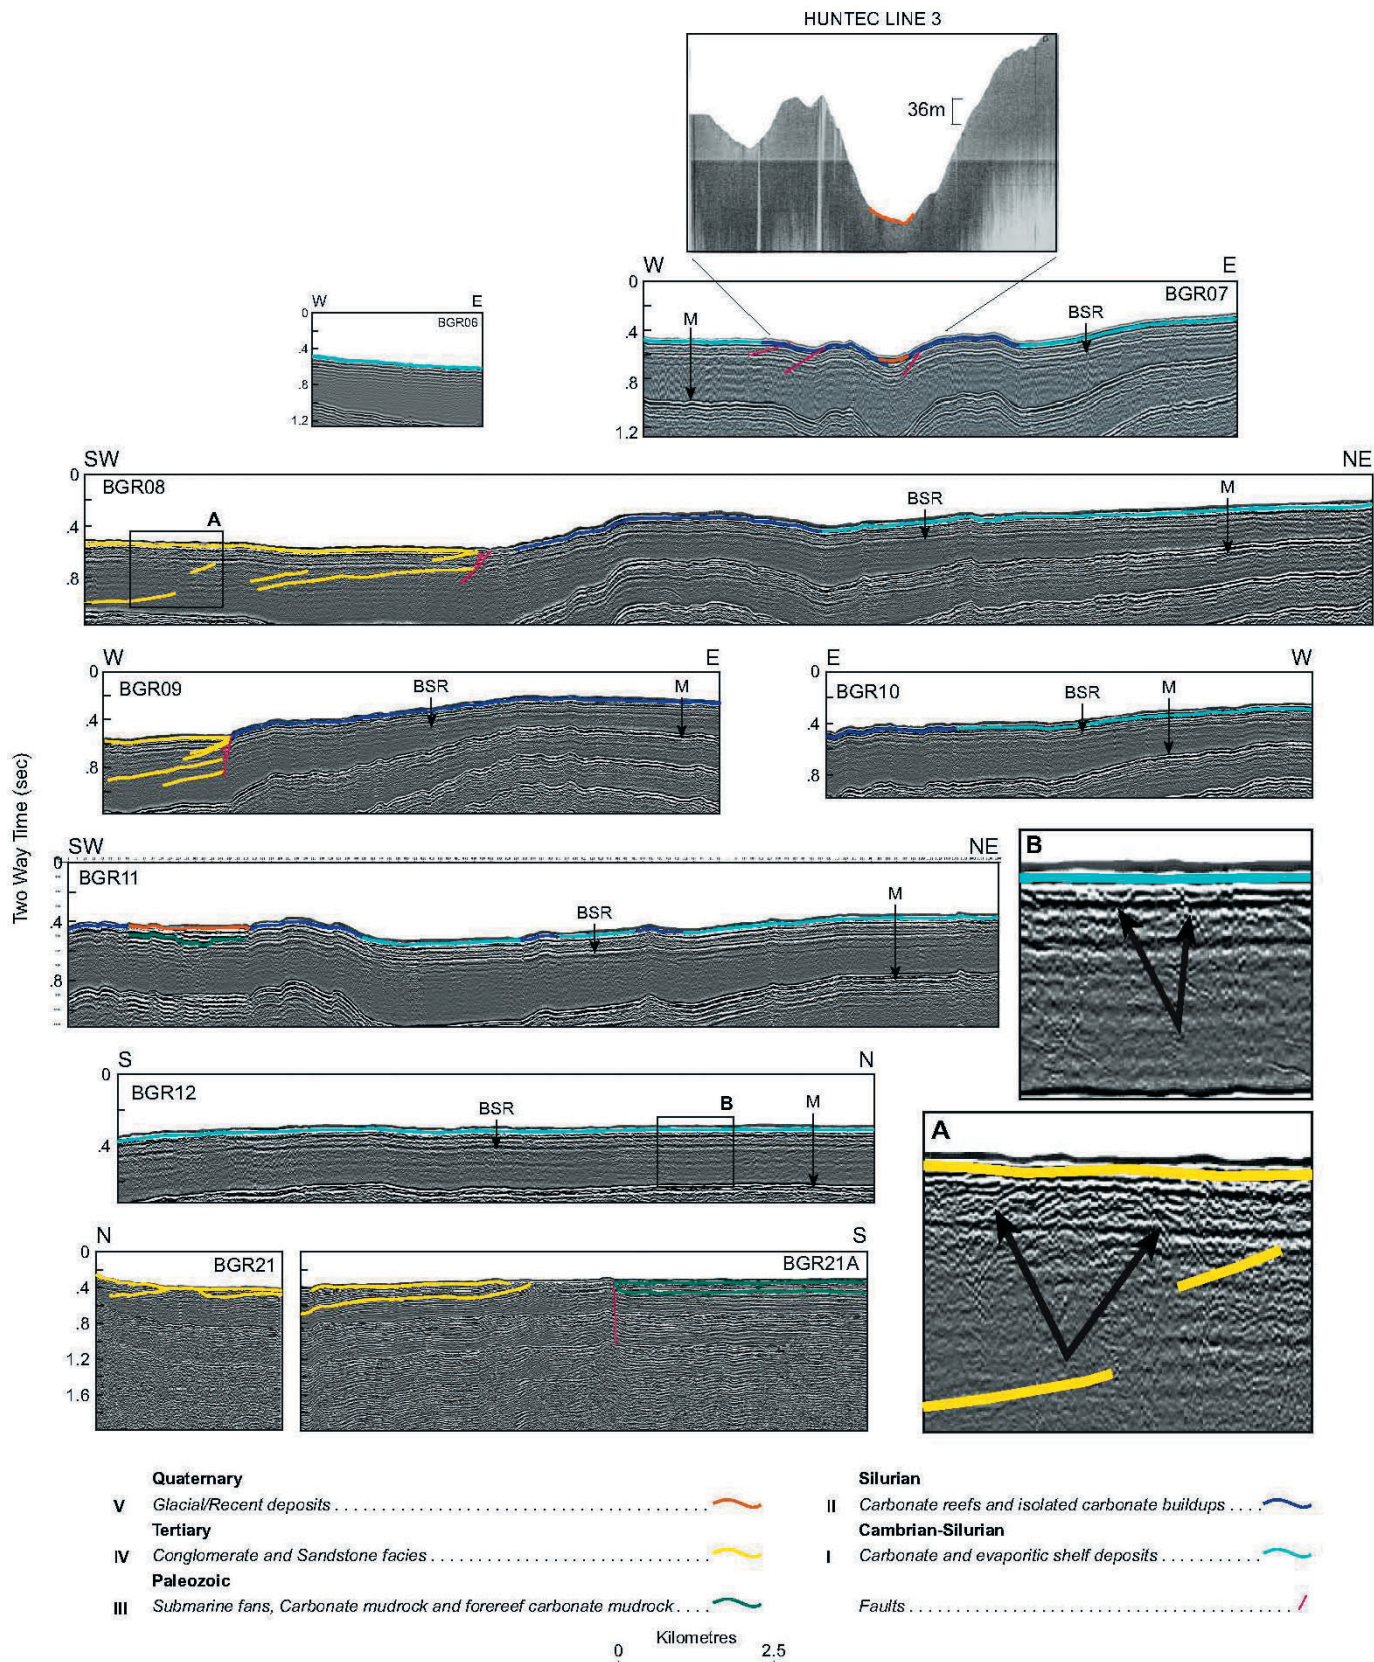 HUNTEC LINE 3
36m
W E
0 BGR07
M BSR
.4
.8
1.2
W E
0 BGR06
.4
.8
1.2
SW NE
0 BGR08
A BSR M
.4
.8
W E
0 BGR09
BSR M
.4
.8
E W
0 BGR10
BSR M
.4
.8
Two Way Time (sec)
SW NE
0 BGR11
BSR M
.4
.8
B
S N
0 BGR12
BSR B M
.4
A
N S
0 BGR21 BGR21A
.4
.8
1.2
1.6
Quaternary
V Glacial/Recent deposits
Tertiary
IV Conglomerate and Sandstone facies
Paleozoic
III Submarine fans, Carbonate mudrock and forereef carbonate mudrock
Silurian
II Carbonate reefs and isolated carbonate buildups
Cambrian-Silurian
I Carbonate and evaporitic shelf deposits
Faults
Kilometres
0 2.5